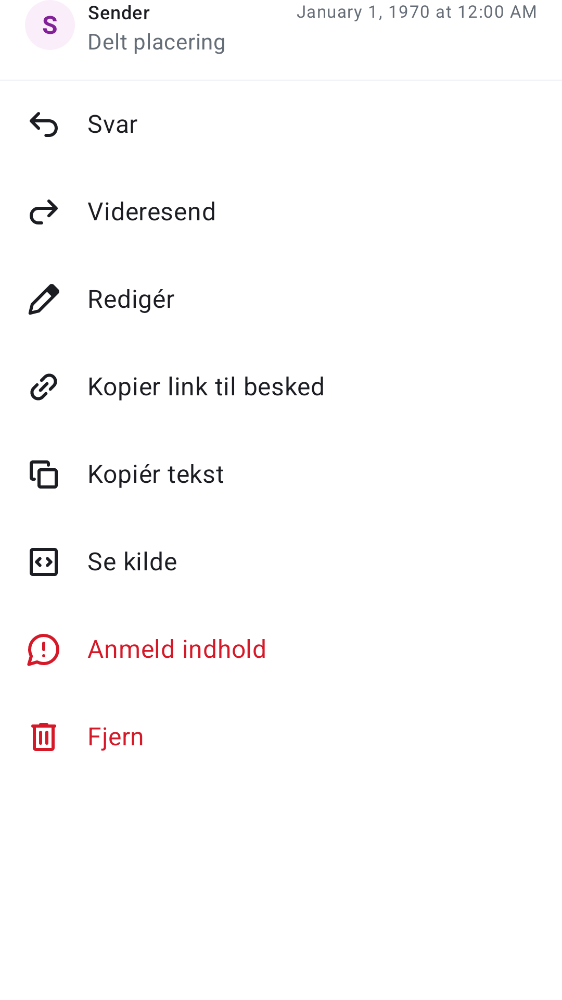 S
Sender
January 1, 1970 at 12:00 AM
Delt placering
Svar
Videresend
Redigér
Kopier link til besked
Kopiér tekst
Se kilde
Anmeld indhold
Fjern